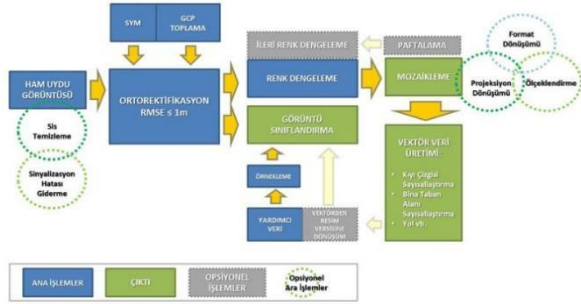 SYM
GCP
TOPLAMA
İLERİ RENK DENGELEME
PAFTALAMA
Format
Dönüşümü
HAM UYDU
GÖRÜNTÜSÜ
ORTOREKTİFİKASYON
RMSE ≤ 1m
RENK DENGELEME
MOZAİKLEME
Projeksiyon
Dönüşümü
Ölçeklendirme
Sis
Temizleme
GÖRÜNTÜ
SINIFLANDIRMA
Sinyalizasyon
Hatası
Giderme
VEKTÖR VERİ
ÜRETİMİ:
• Kıyı Çizgisi
Sayısallaştırma
• Bina Taban
Alanı
Sayısallaştırma
• Yol vb.
ÖRNEKLEME
YARDIMCI
VERİ
VEKTÖRDEN
RESİM
VERİSİNE
DÖNÜŞÜM
ANA İŞLEMLER
ÇIKTI
OPSİYONEL
İŞLEMLER
Opsiyonel
Ara İşlemler